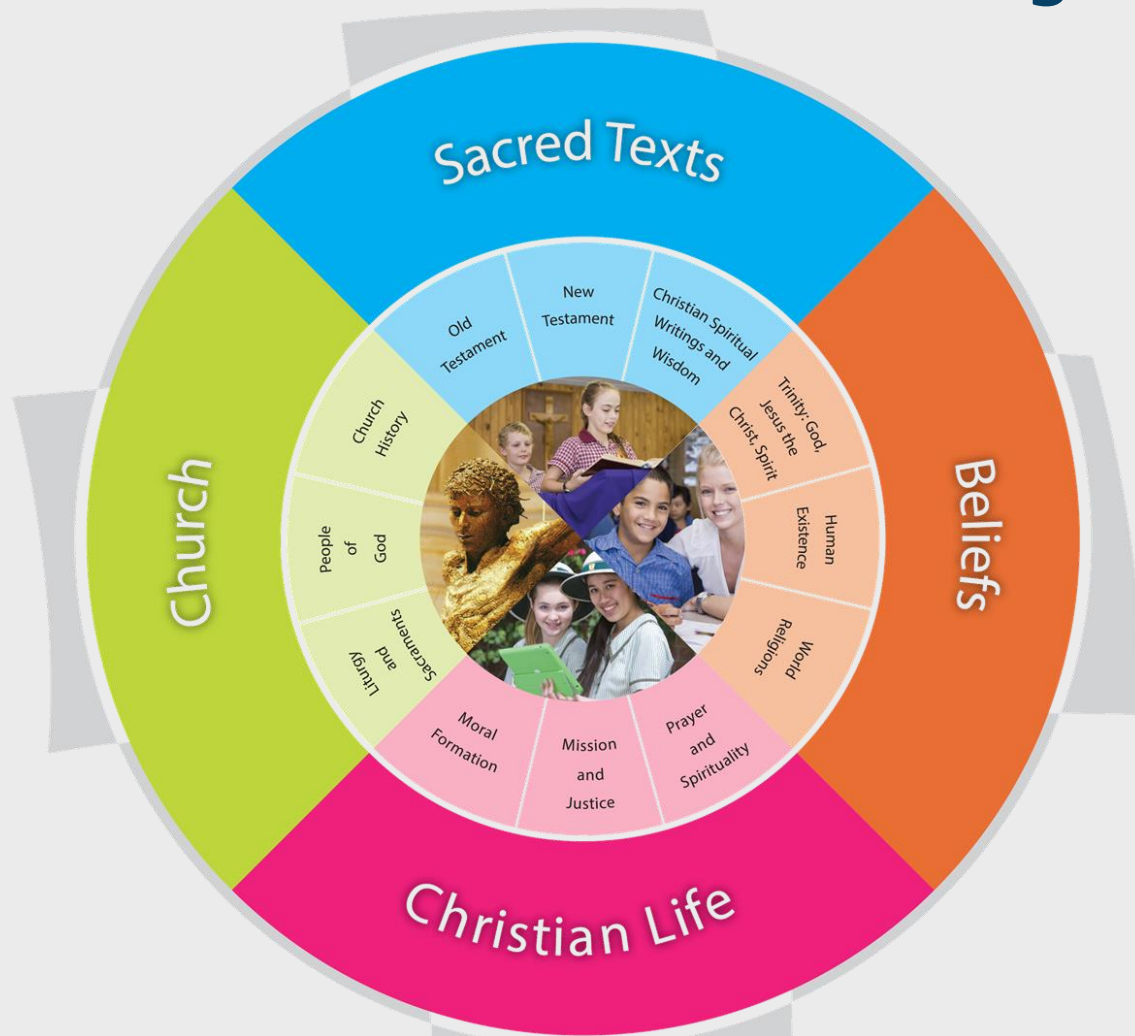 Sacred Texts
Old
Testament
New
Testament
Christian Spiritual
Writings and
Wisdom
Beliefs
Trinity: God,
Jesus the
Christ, Spirit
Human
Existence
World
Religions
Christian Life
Prayer
and
Spirituality
Mission
and
Justice
Moral
Formation
Church
Liturgy
and
Sacraments
People
of
God
Church
History